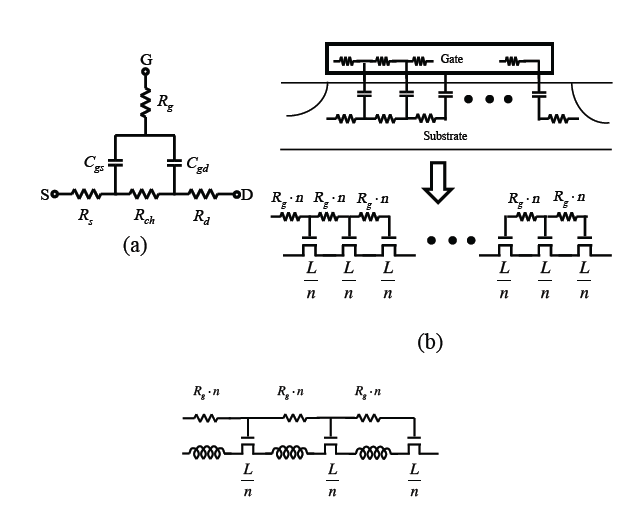 G
R_g
C_gs C_gd
S D
R_s R_ch R_d
(a)
Gate
Substrate
R_g · n R_g · n R_g · n R_g · n R_g · n
L/n L/n L/n L/n L/n L/n
(b)
R_g · n R_g · n R_g · n
L/n L/n L/n